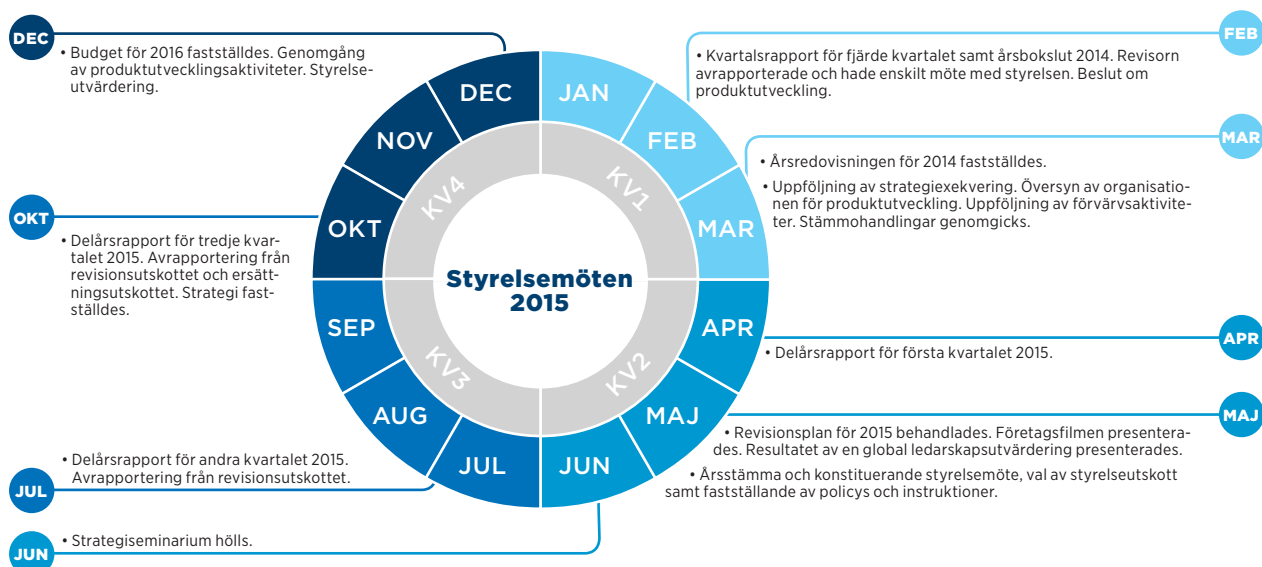 DEC
• Budget för 2016 fastställdes. Genomgång
av produktutvecklingsaktiviteter. Styrelse-
utvärdering.
FEB
• Kvartalsrapport för fjärde kvartalet samt årsbokslut 2014. Revisorn
avrapporterade och hade enskilt möte med styrelsen. Beslut om
produktutveckling.
MAR
• Årsredovisningen för 2014 fastställdes.
• Uppföljning av strategiexekvering. Översyn av organisatio-
nen för produktutveckling. Uppföljning av förvärvsaktivite-
ter. Stämmohandlingar genomgicks.
OKT
• Delårsrapport för tredje kvar-
talet 2015. Avrapportering från
revisionsutskottet och ersätt-
ningsutskottet. Strategi fast-
ställdes.
JAN
FEB
MAR
APR
MAJ
JUN
JUL
AUG
SEP
OKT
NOV
DEC
KV1
KV2
KV3
KV4
Styrelsemöten
2015
APR
• Delårsrapport för första kvartalet 2015.
MAJ
• Revisionsplan för 2015 behandlades. Företagsfilmen presentera-
des. Resultatet av en global ledarskapsutvärdering presenterades.
• Årsstämma och konstituerande styrelsemöte, val av styrelseutskott
samt fastställande av policys och instruktioner.
JUL
• Delårsrapport för andra kvartalet 2015.
Avrapportering från revisionsutskottet.
JUN
• Strategiseminarium hölls.